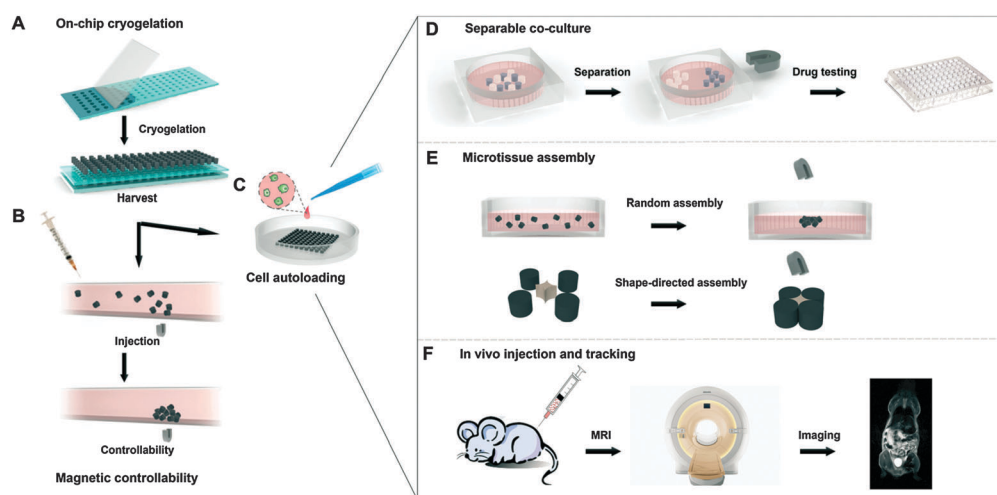 A
On-chip cryogelation
Cryogelation
Harvest
B
Injection
Controllability
Magnetic controllability
C
Cell autoloading
D
Separable co-culture
Separation
Drug testing
E
Microtissue assembly
Random assembly
Shape-directed assembly
F
In vivo injection and tracking
MRI
Imaging